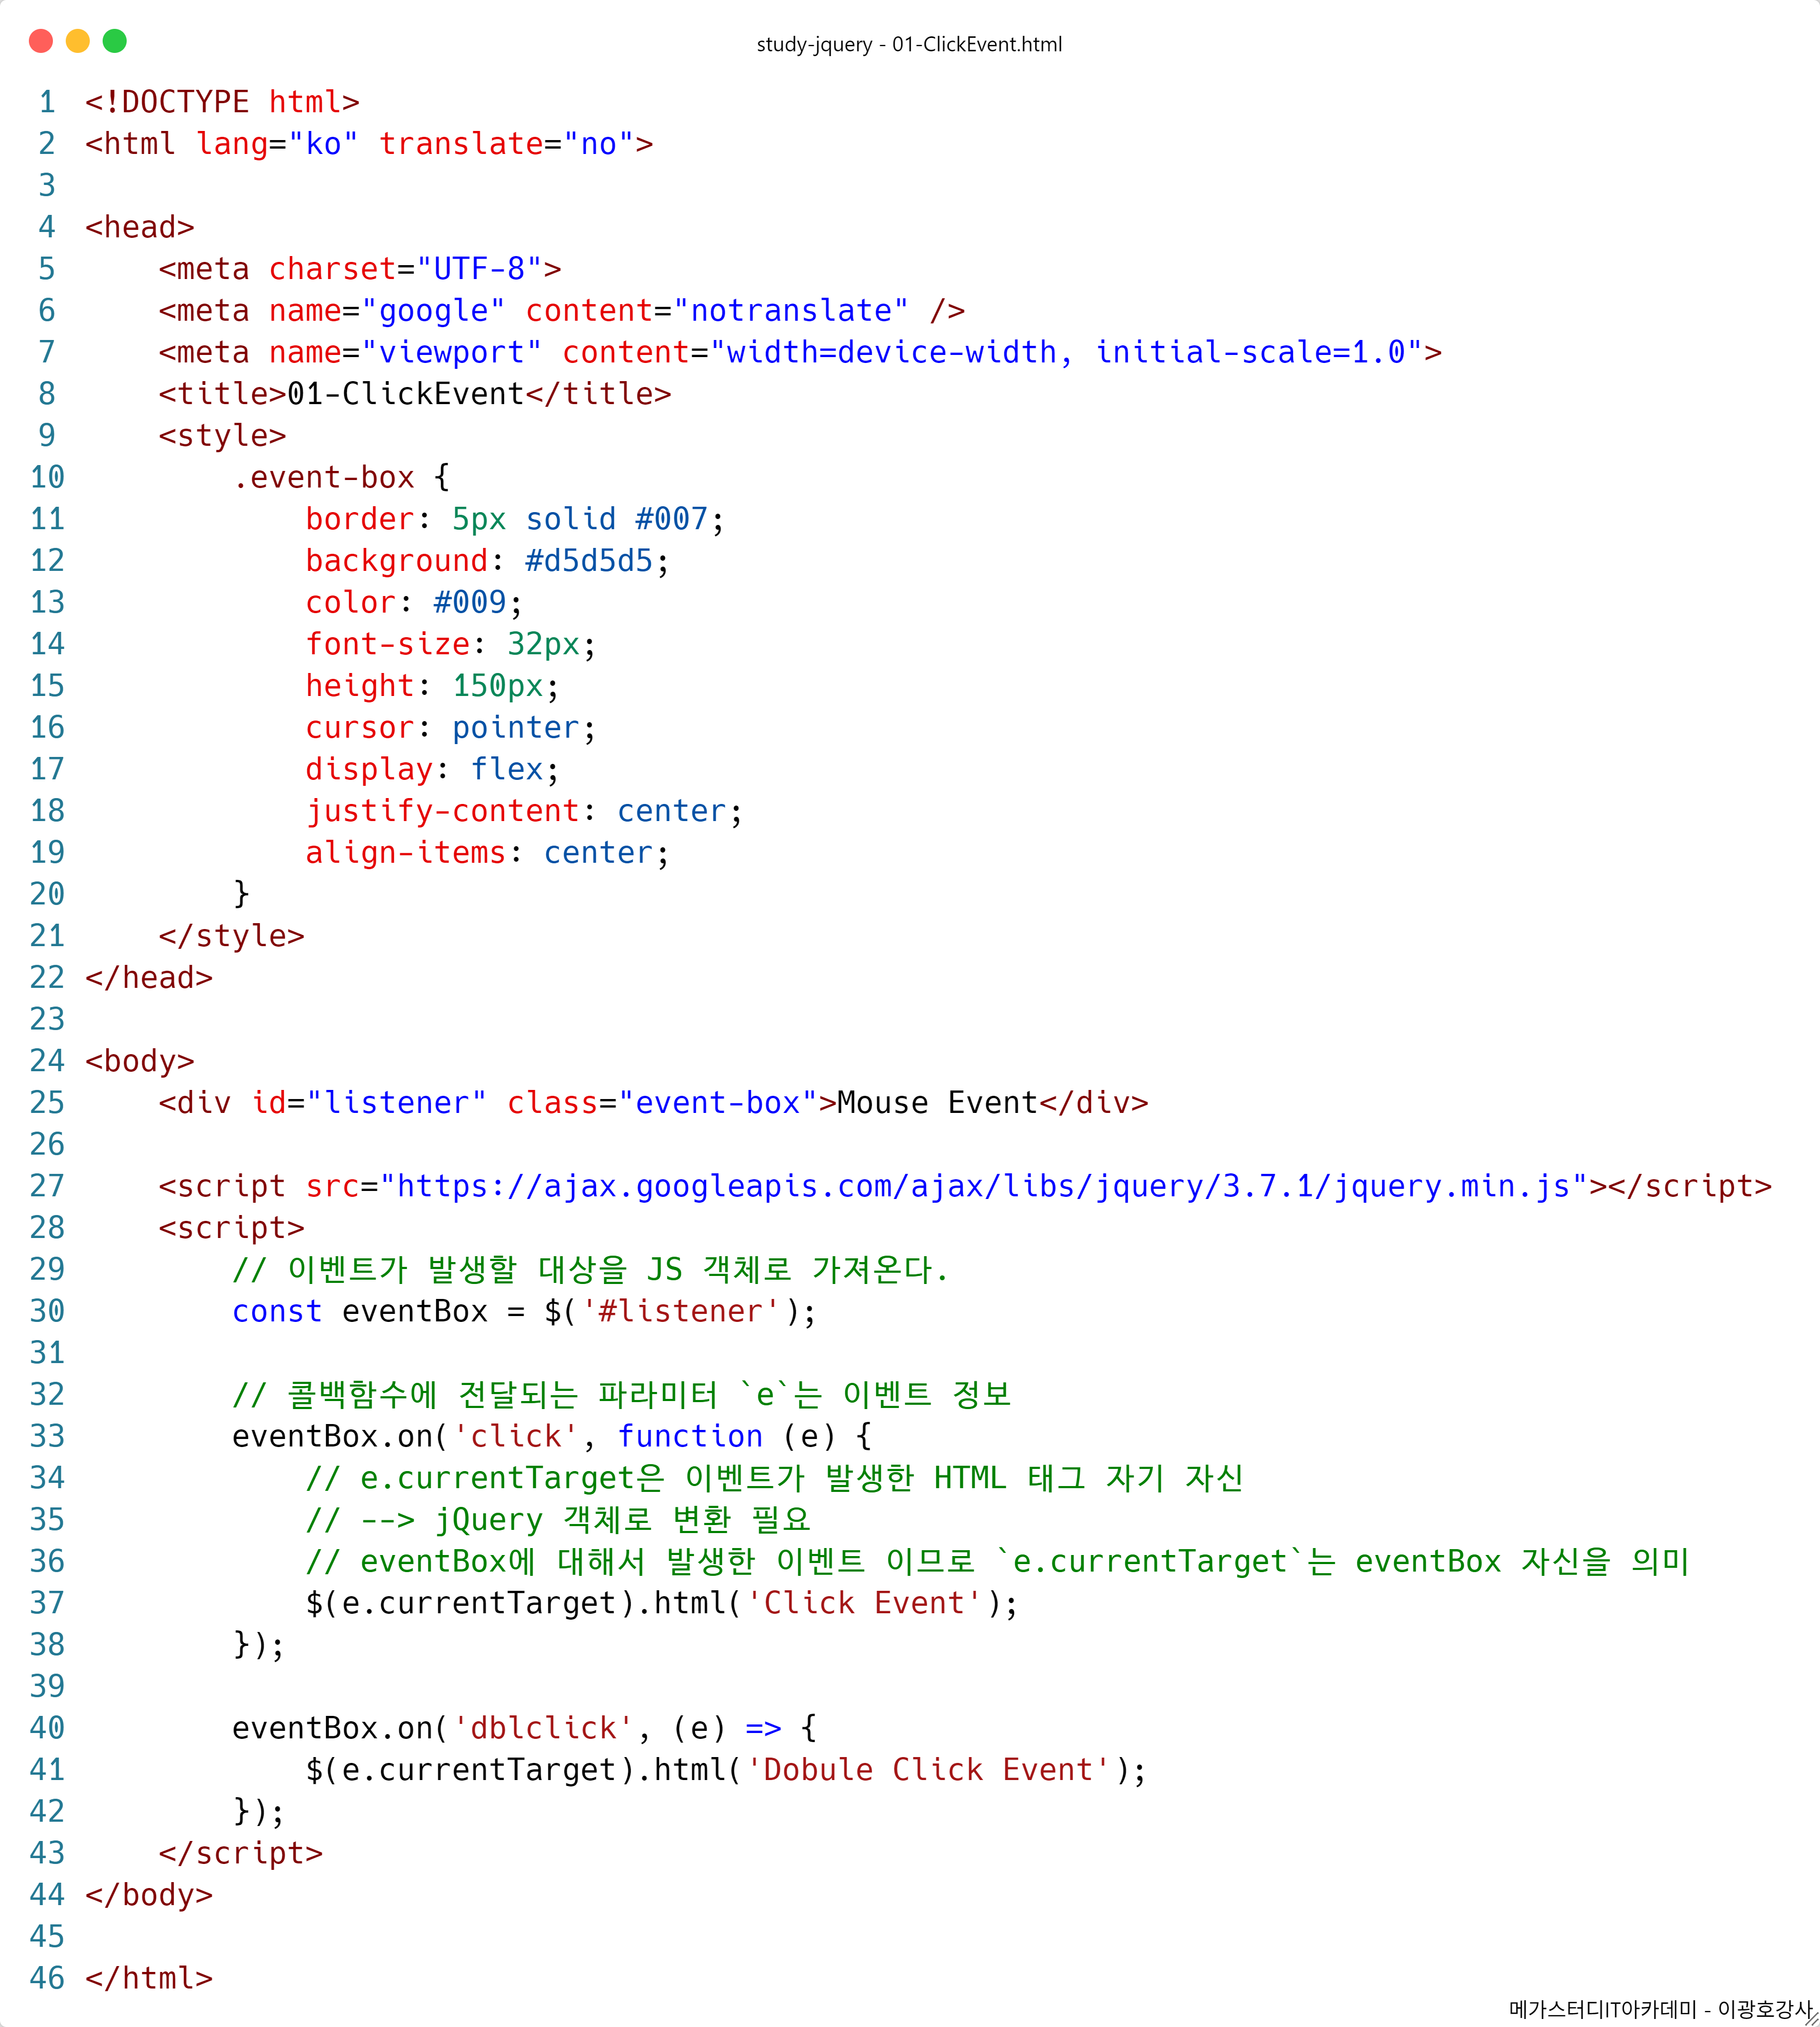 study-jquery - 01-ClickEvent.html
1 <!DOCTYPE html>
2 <html lang="ko" translate="no">
3
4 <head>
5     <meta charset="UTF-8">
6     <meta name="google" content="notranslate" />
7     <meta name="viewport" content="width=device-width, initial-scale=1.0">
8     <title>01-ClickEvent</title>
9     <style>
10         .event-box {
11             border: 5px solid #007;
12             background: #d5d5d5;
13             color: #009;
14             font-size: 32px;
15             height: 150px;
16             cursor: pointer;
17             display: flex;
18             justify-content: center;
19             align-items: center;
20         }
21     </style>
22 </head>
23
24 <body>
25     <div id="listener" class="event-box">Mouse Event</div>
26
27     <script src="https://ajax.googleapis.com/ajax/libs/jquery/3.7.1/jquery.min.js"></script>
28     <script>
29         // 이벤트가 발생할 대상을 JS 객체로 가져온다.
30         const eventBox = $('#listener');
31
32         // 콜백함수에 전달되는 파라미터 `e`는 이벤트 정보
33         eventBox.on('click', function (e) {
34             // e.currentTarget은 이벤트가 발생한 HTML 태그 자기 자신
35             // --> jQuery 객체로 변환 필요
36             // eventBox에 대해서 발생한 이벤트 이므로 `e.currentTarget`는 eventBox 자신을 의미
37             $(e.currentTarget).html('Click Event');
38         });
39
40         eventBox.on('dblclick', (e) => {
41             $(e.currentTarget).html('Dobule Click Event');
42         });
43     </script>
44 </body>
45
46 </html>
메가스터디IT아카데미 - 이광호강사